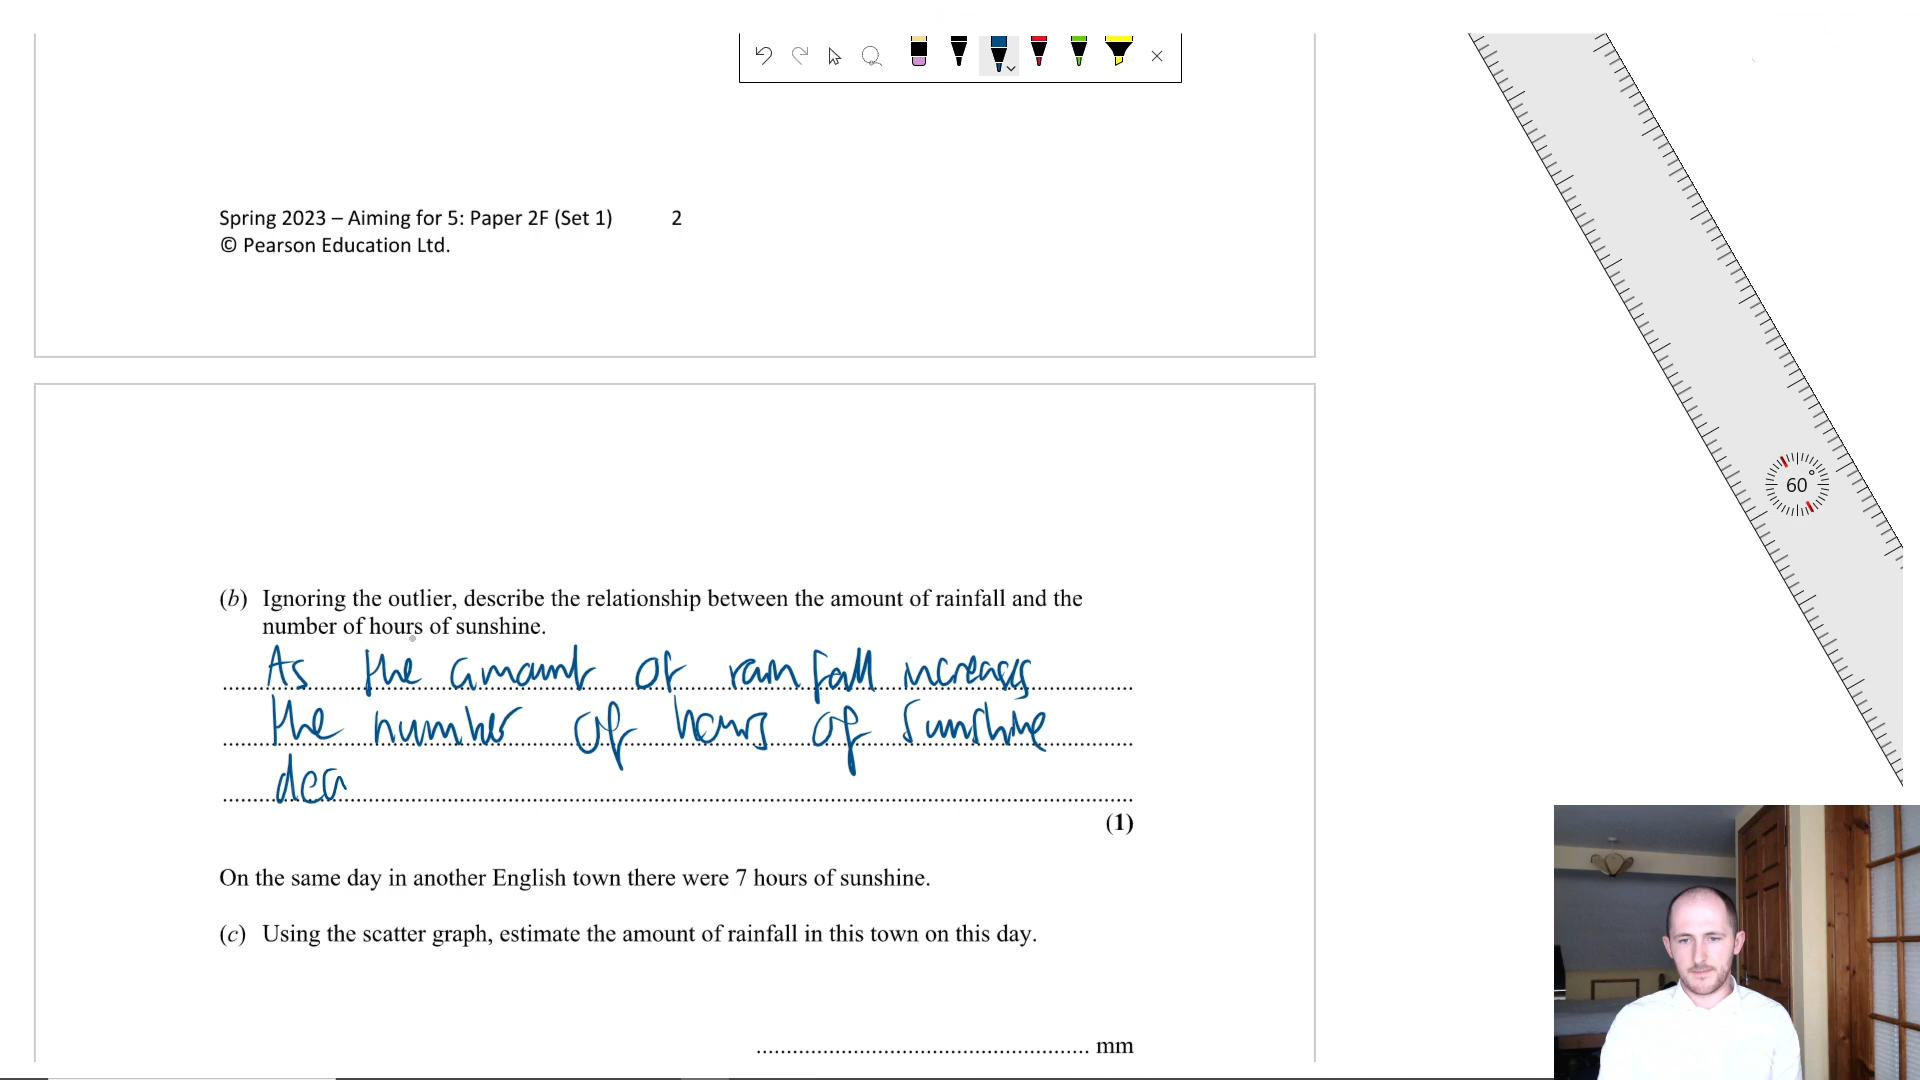 Spring 2023 – Aiming for 5: Paper 2F (Set 1) 2
© Pearson Education Ltd.
60°
(b) Ignoring the outlier, describe the relationship between the amount of rainfall and the
number of hours of sunshine.
As the amount of rainfall increases
the number of hours of sunshine
dec
(1)
On the same day in another English town there were 7 hours of sunshine.
(c) Using the scatter graph, estimate the amount of rainfall in this town on this day.
.................................................... mm